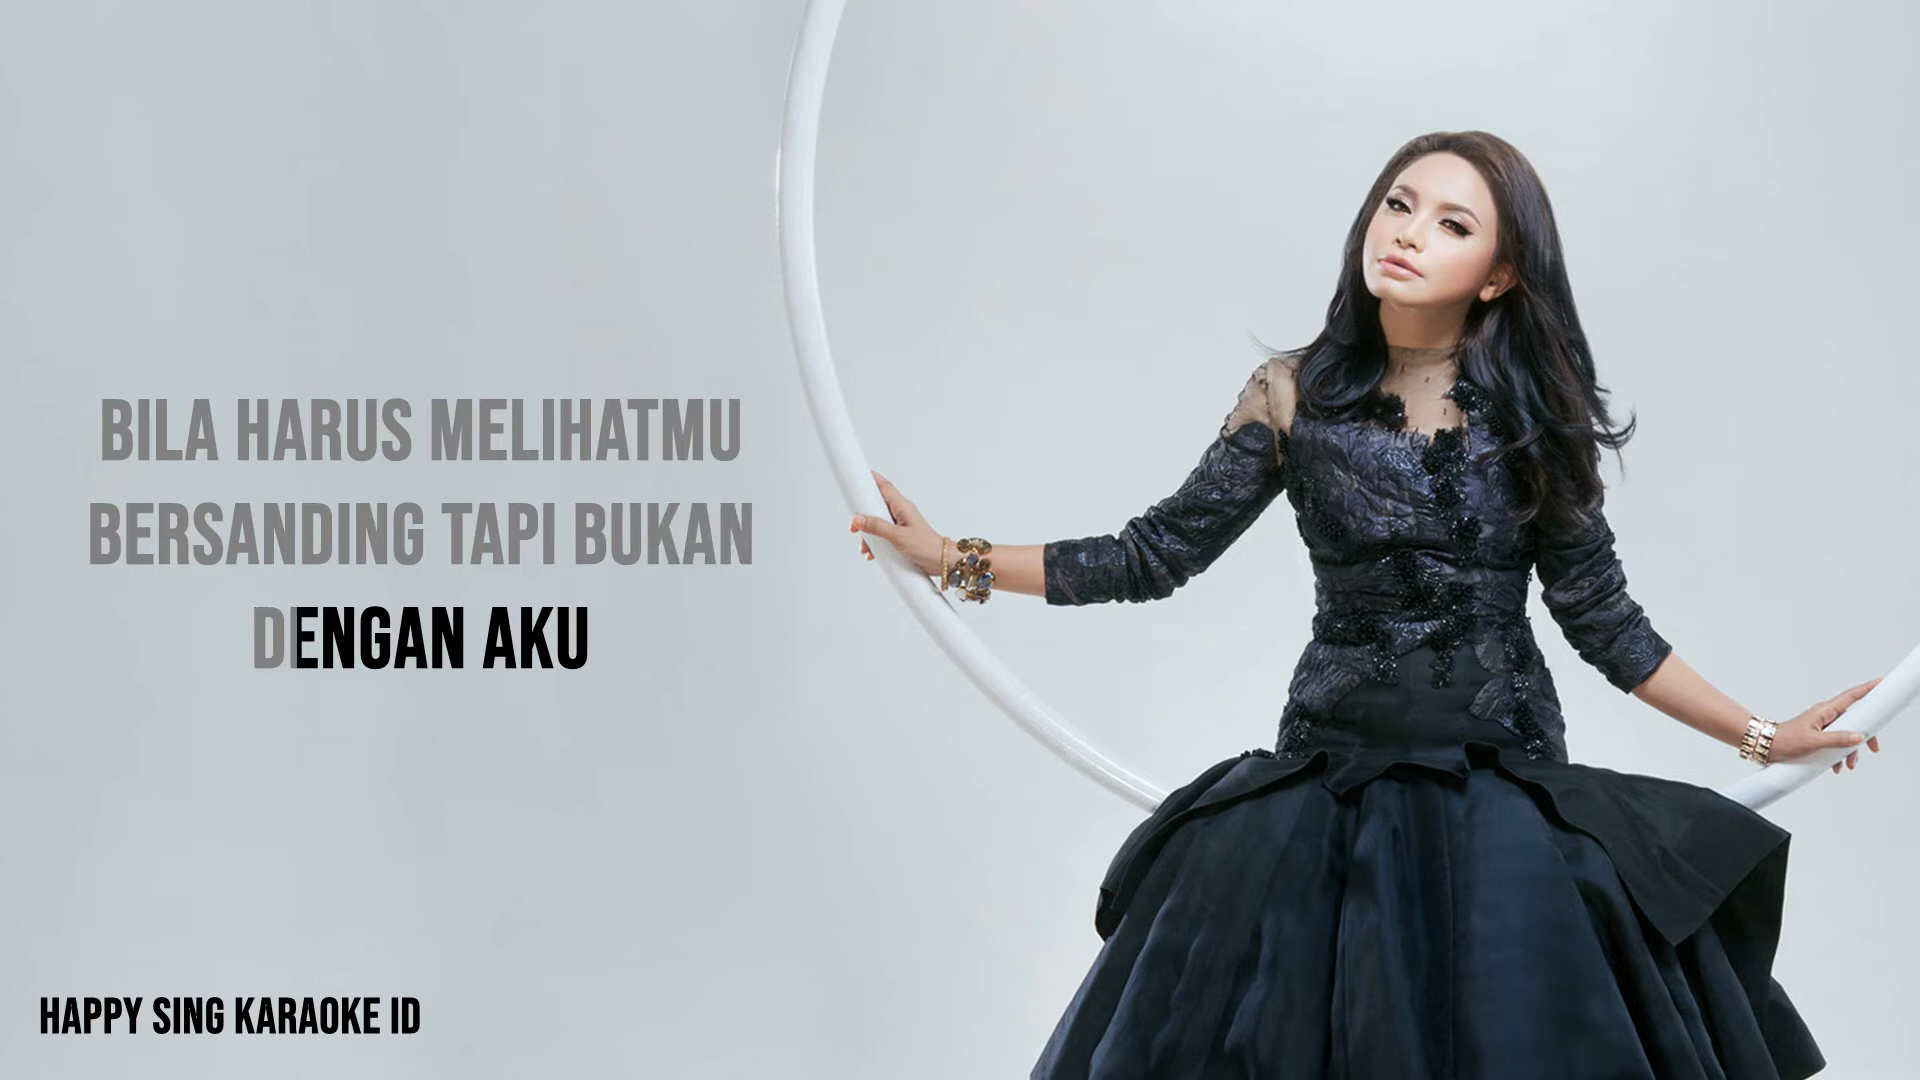 BILA HARUS MELIHATMU
BERSANDING TAPI BUKAN
DENGAN AKU
HAPPY SING KARAOKE ID